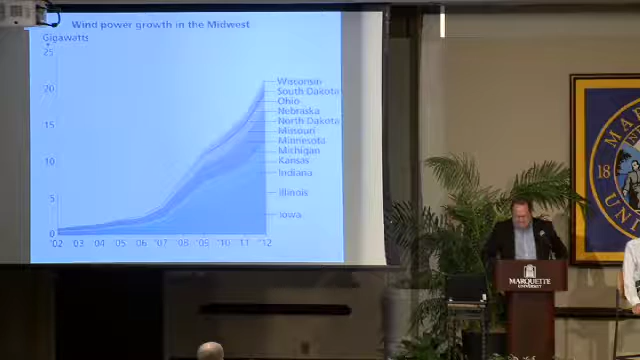 Wind power growth in the Midwest
Gigawatts
25
20
15
10
5
0
'02 '03 '04 '05 '06 '07 '08 '09 '10 11 '12
Wisconsin
South Dakota
Ohio
Nebraska
North Dakota
Missouri
Minnesota
Michigan
Kansas
Indiana
Illinois
Iowa
MARQUETTE
UNIVERSITY
18